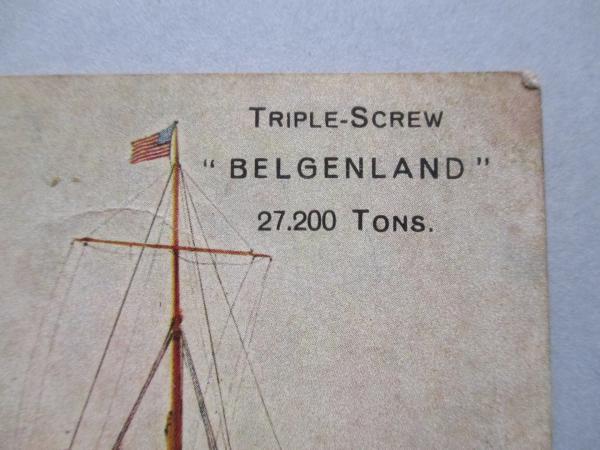 TRIPLE-SCREW
"BELGENLAND"
27.200 TONS.